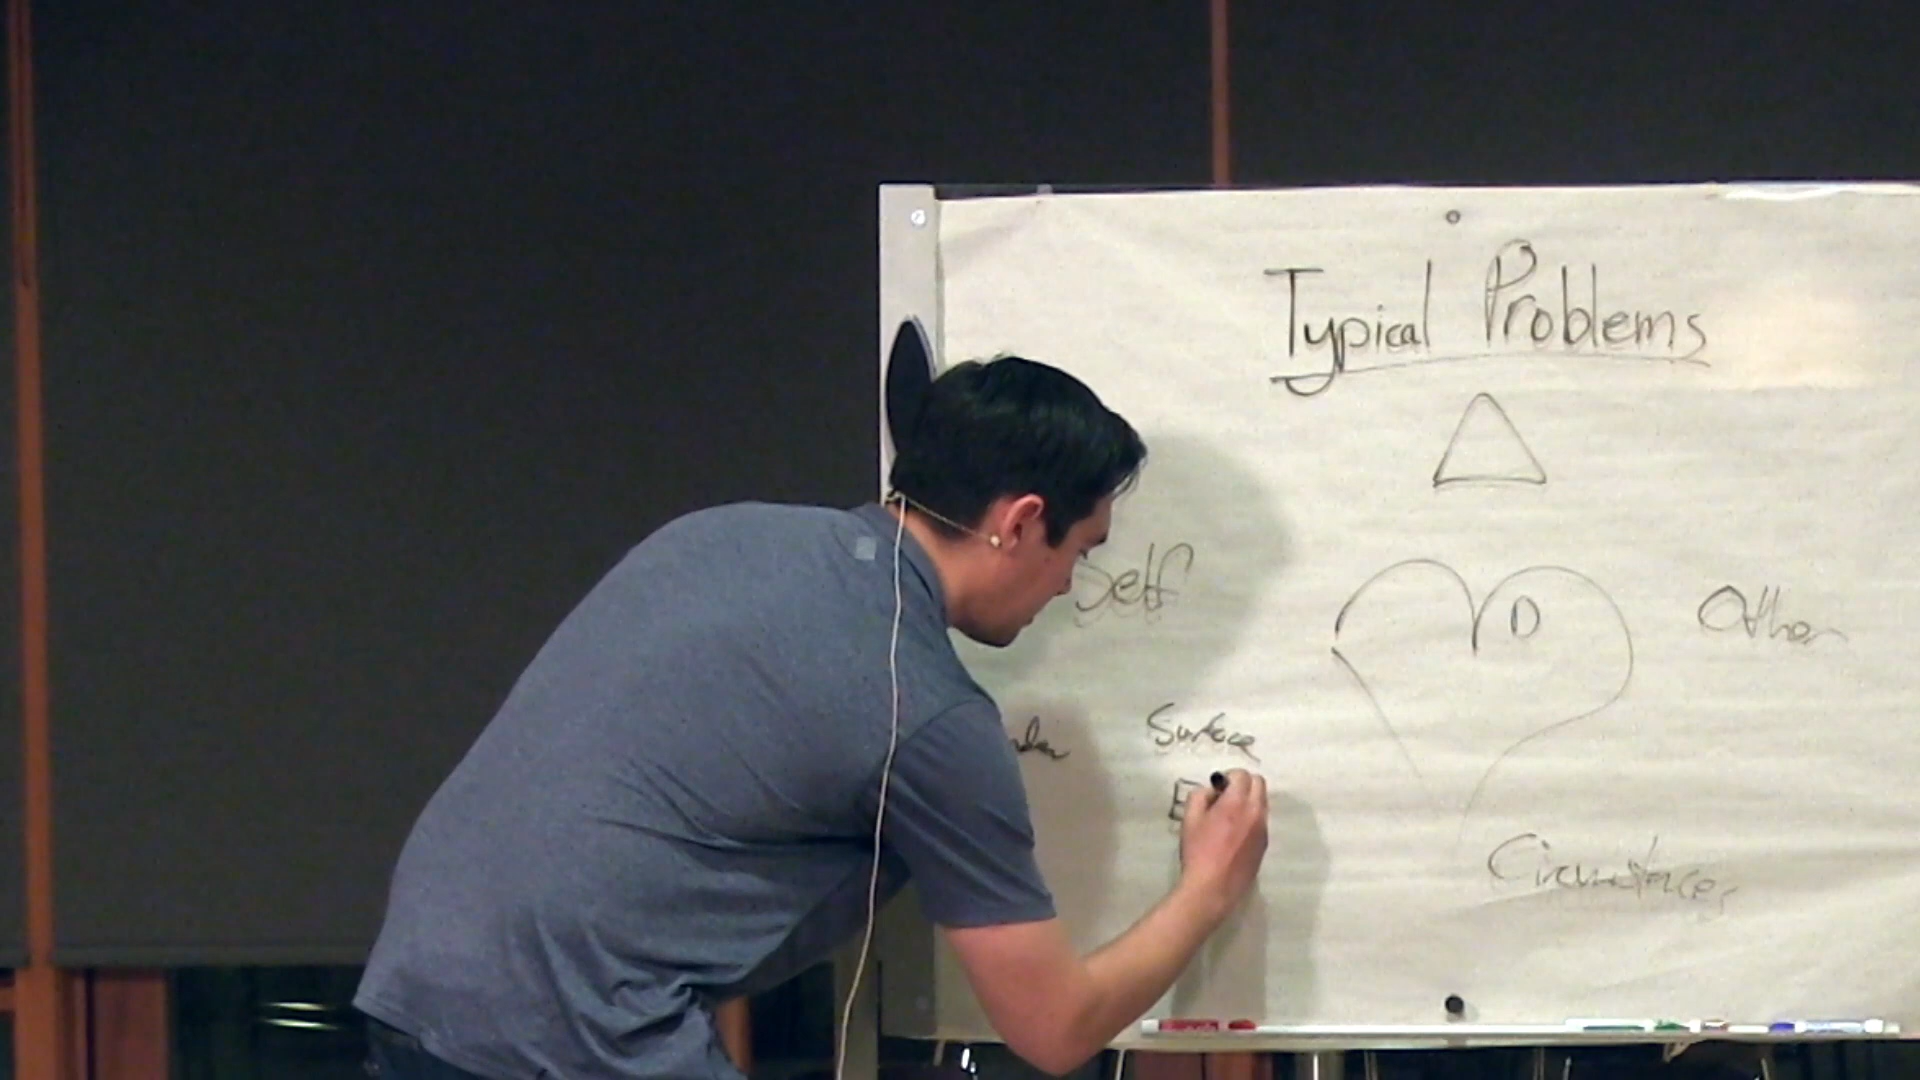 Typical Problems
Self
Other
D
Surface
E
Circumstances